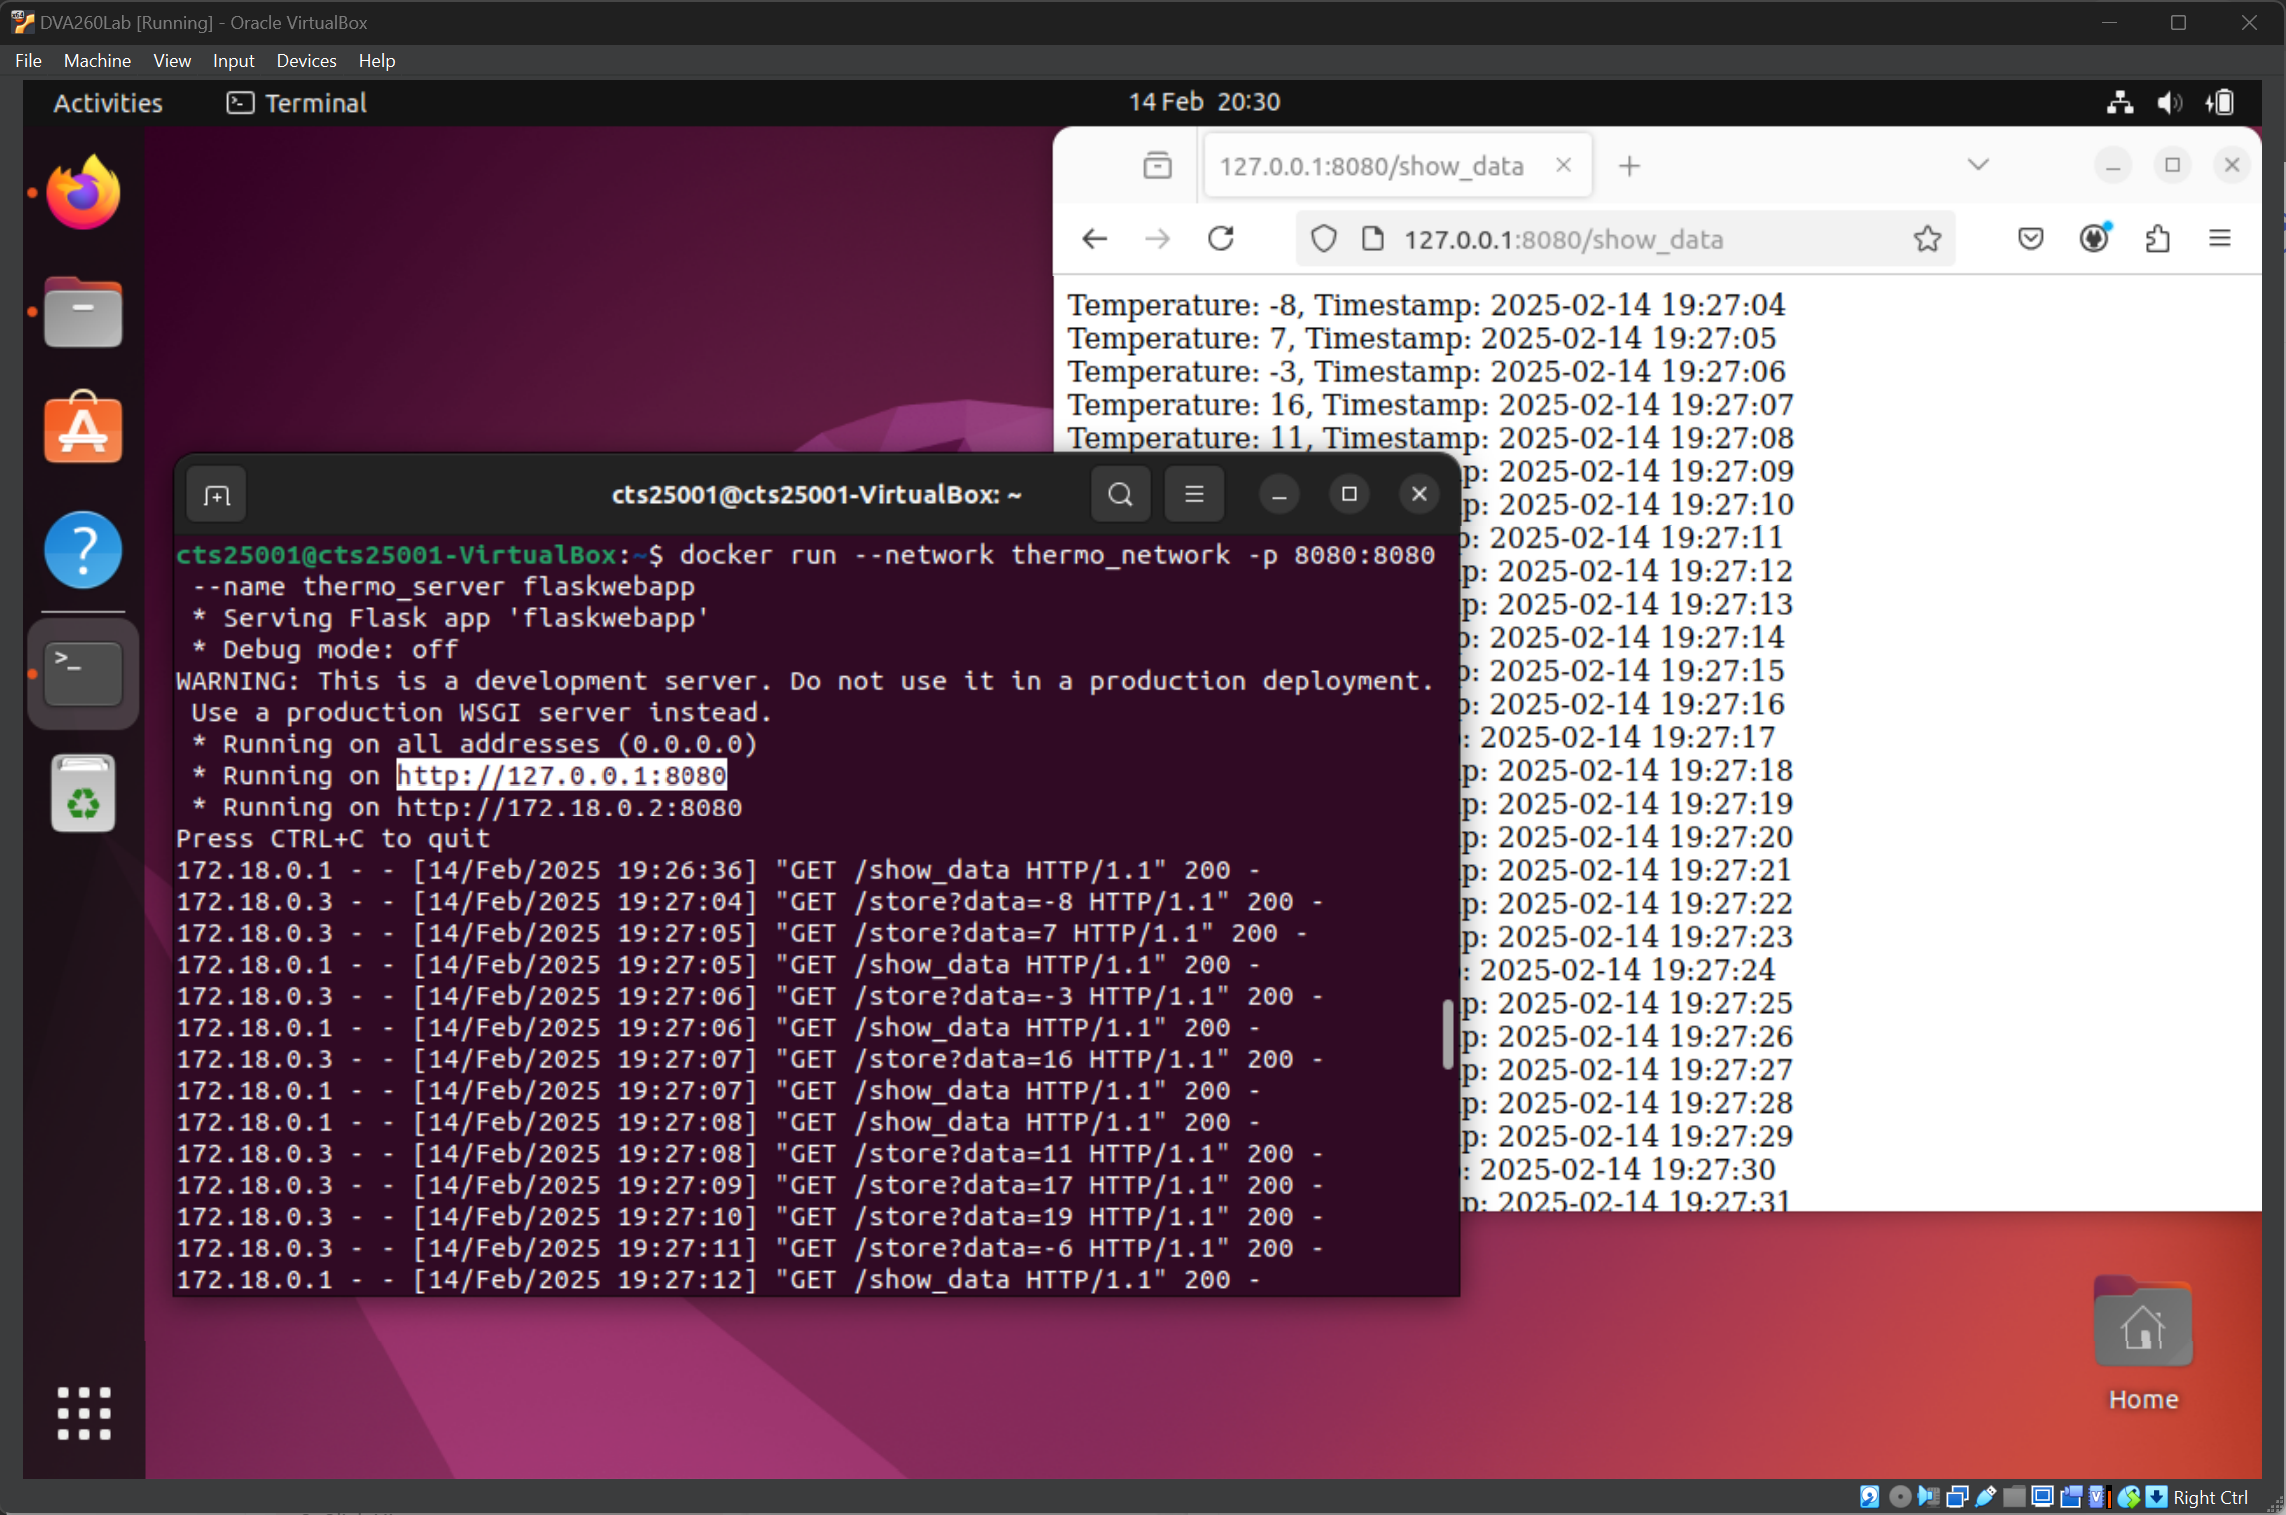 DVA260Lab [Running] - Oracle VirtualBox
File Machine View Input Devices Help
Activities Terminal 14 Feb 20:30
127.0.0.1:8080/show_data
127.0.0.1:8080/show_data
Temperature: -8, Timestamp: 2025-02-14 19:27:04
Temperature: 7, Timestamp: 2025-02-14 19:27:05
Temperature: -3, Timestamp: 2025-02-14 19:27:06
Temperature: 16, Timestamp: 2025-02-14 19:27:07
Temperature: 11, Timestamp: 2025-02-14 19:27:08
p: 2025-02-14 19:27:09
p: 2025-02-14 19:27:10
p: 2025-02-14 19:27:11
p: 2025-02-14 19:27:12
p: 2025-02-14 19:27:13
p: 2025-02-14 19:27:14
p: 2025-02-14 19:27:15
p: 2025-02-14 19:27:16
: 2025-02-14 19:27:17
p: 2025-02-14 19:27:18
p: 2025-02-14 19:27:19
p: 2025-02-14 19:27:20
p: 2025-02-14 19:27:21
p: 2025-02-14 19:27:22
p: 2025-02-14 19:27:23
: 2025-02-14 19:27:24
p: 2025-02-14 19:27:25
p: 2025-02-14 19:27:26
p: 2025-02-14 19:27:27
p: 2025-02-14 19:27:28
p: 2025-02-14 19:27:29
: 2025-02-14 19:27:30
p: 2025-02-14 19:27:31
cts25001@cts25001-VirtualBox: ~
cts25001@cts25001-VirtualBox:~$ docker run --network thermo_network -p 8080:8080
--name thermo_server flaskwebapp
* Serving Flask app 'flaskwebapp'
* Debug mode: off
WARNING: This is a development server. Do not use it in a production deployment.
Use a production WSGI server instead.
* Running on all addresses (0.0.0.0)
* Running on http://127.0.0.1:8080
* Running on http://172.18.0.2:8080
Press CTRL+C to quit
172.18.0.1 - - [14/Feb/2025 19:26:36] "GET /show_data HTTP/1.1" 200 -
172.18.0.3 - - [14/Feb/2025 19:27:04] "GET /store?data=-8 HTTP/1.1" 200 -
172.18.0.3 - - [14/Feb/2025 19:27:05] "GET /store?data=7 HTTP/1.1" 200 -
172.18.0.1 - - [14/Feb/2025 19:27:05] "GET /show_data HTTP/1.1" 200 -
172.18.0.3 - - [14/Feb/2025 19:27:06] "GET /store?data=-3 HTTP/1.1" 200 -
172.18.0.1 - - [14/Feb/2025 19:27:06] "GET /show_data HTTP/1.1" 200 -
172.18.0.3 - - [14/Feb/2025 19:27:07] "GET /store?data=16 HTTP/1.1" 200 -
172.18.0.1 - - [14/Feb/2025 19:27:07] "GET /show_data HTTP/1.1" 200 -
172.18.0.1 - - [14/Feb/2025 19:27:08] "GET /show_data HTTP/1.1" 200 -
172.18.0.3 - - [14/Feb/2025 19:27:08] "GET /store?data=11 HTTP/1.1" 200 -
172.18.0.3 - - [14/Feb/2025 19:27:09] "GET /store?data=17 HTTP/1.1" 200 -
172.18.0.3 - - [14/Feb/2025 19:27:10] "GET /store?data=19 HTTP/1.1" 200 -
172.18.0.3 - - [14/Feb/2025 19:27:11] "GET /store?data=-6 HTTP/1.1" 200 -
172.18.0.1 - - [14/Feb/2025 19:27:12] "GET /show_data HTTP/1.1" 200 -
Home
Right Ctrl